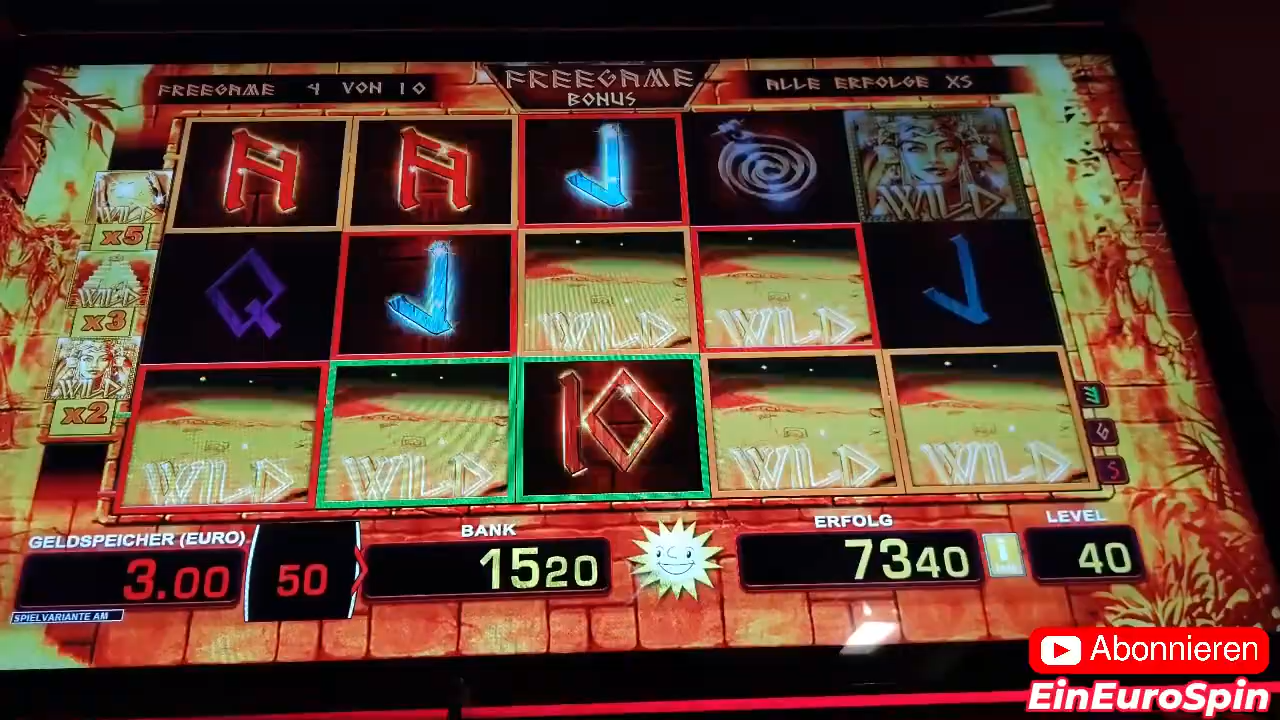 FREEGAME 4 VON 10
FREEGAME
BONUS
ALLE ERFOLGE X5
WILD
WILD
x5
WILD
x3
WILD
x2
Q
J
J
WILD
WILD
J
WILD
WILD
10
WILD
WILD
6
5
GELDSPEICHER (EURO)
3.00
50
BANK
1520
ERFOLG
7340
LEVEL
40
SPIELVARIANTE AM
Abonnieren
EinEuroSpin